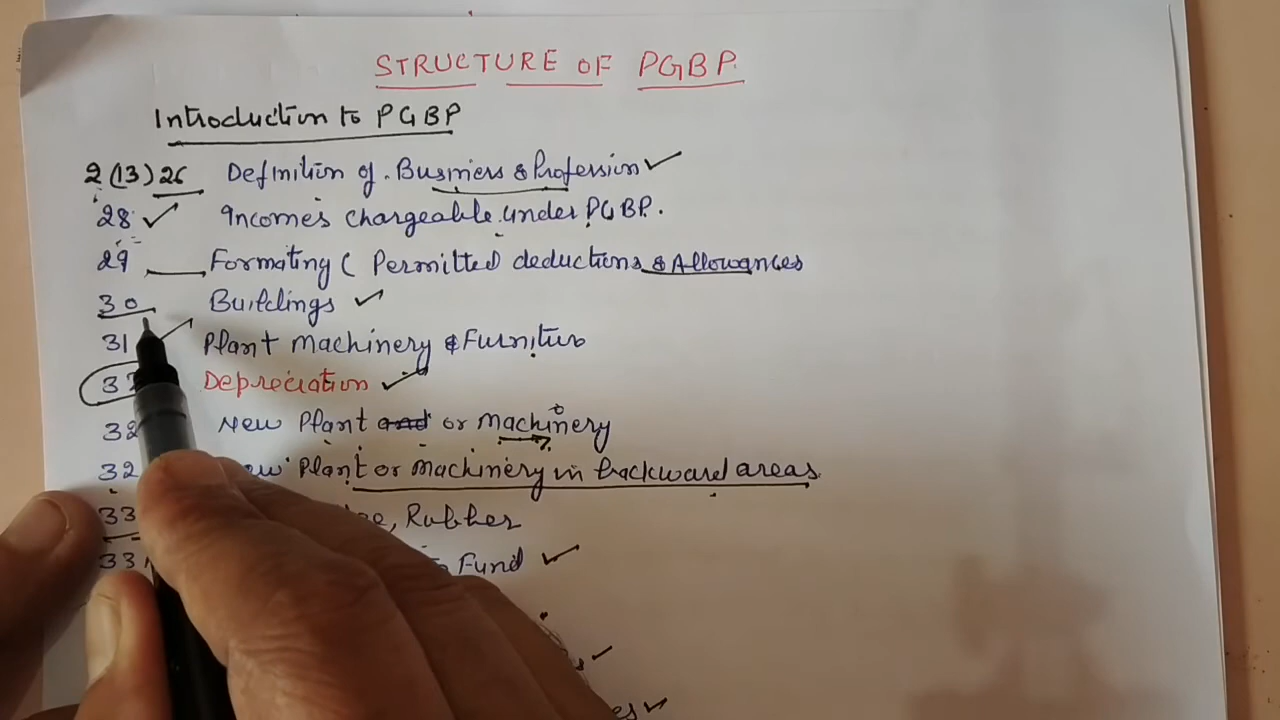 STRUCTURE OF PGBP
Introduction to PGBP
2(13)26 Definition of Business & Profession
28 Incomes chargeable under PGBP.
29 Formating ( Permitted deductions & Allowances
30 Buildings
31 Plant machinery & Furniture
32 Depreciation
32 New Plant and or machinery
32 New Plant or machinery in backward areas
33 Rubber
33 Fund